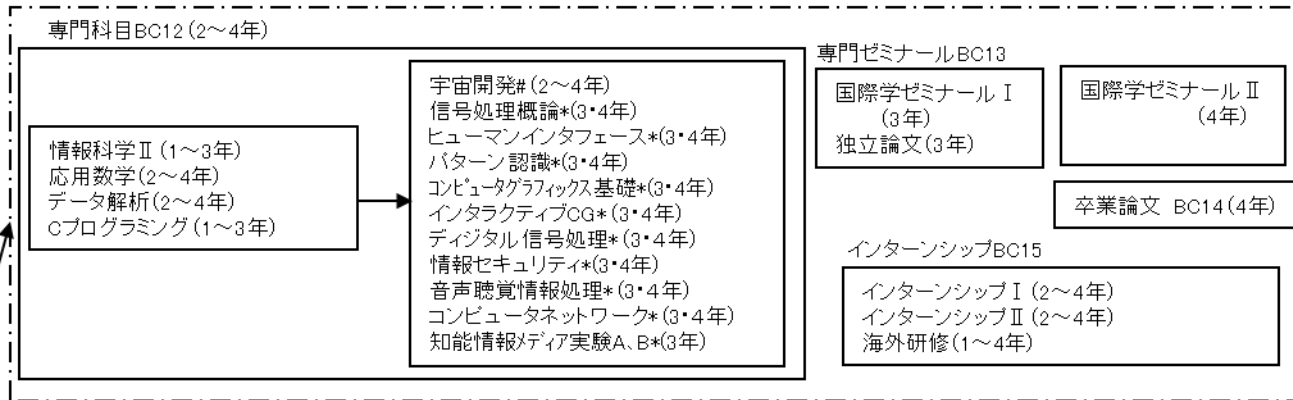 専門科目BC12(2~4年)
情報科学Ⅱ(1~3年)
応用数学(2~4年)
データ解析(2~4年)
Cプログラミング(1~3年)
宇宙開発#(2~4年)
信号処理概論*(3・4年)
ヒューマンインタフェース*(3・4年)
パターン認識*(3・4年)
コンピュータグラフィックス基礎*(3・4年)
インタラクティブCG*(3・4年)
ディジタル信号処理*(3・4年)
情報セキュリティ*(3・4年)
音声聴覚情報処理*(3・4年)
コンピュータネットワーク*(3・4年)
知能情報メディア実験A、B*(3年)
専門ゼミナールBC13
国際学ゼミナールⅠ
(3年)
独立論文(3年)
国際学ゼミナールⅡ
(4年)
卒業論文 BC14(4年)
インターンシップBC15
インターンシップⅠ(2~4年)
インターンシップⅡ(2~4年)
海外研修(1~4年)